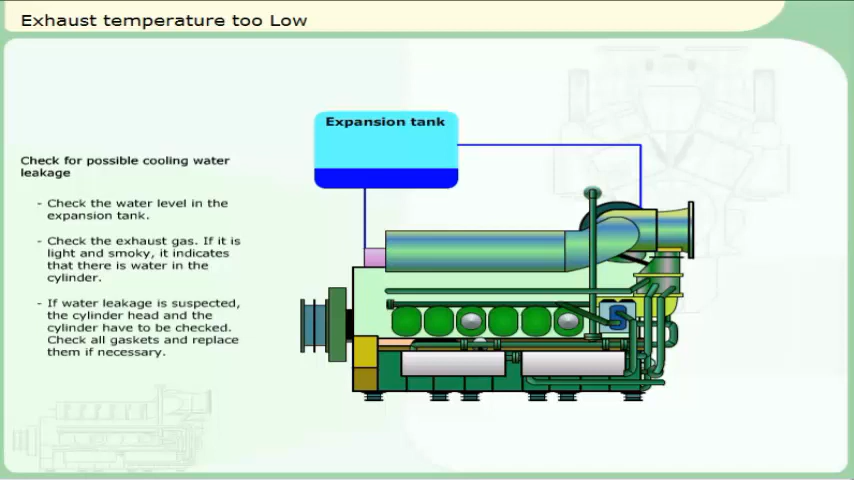 Exhaust temperature too Low
Expansion tank
Check for possible cooling water
leakage
- Check the water level in the
expansion tank.
- Check the exhaust gas. If it is
light and smoky, it indicates
that there is water in the
cylinder.
- If water leakage is suspected,
the cylinder head and the
cylinder have to be checked.
Check all gaskets and replace
them if necessary.